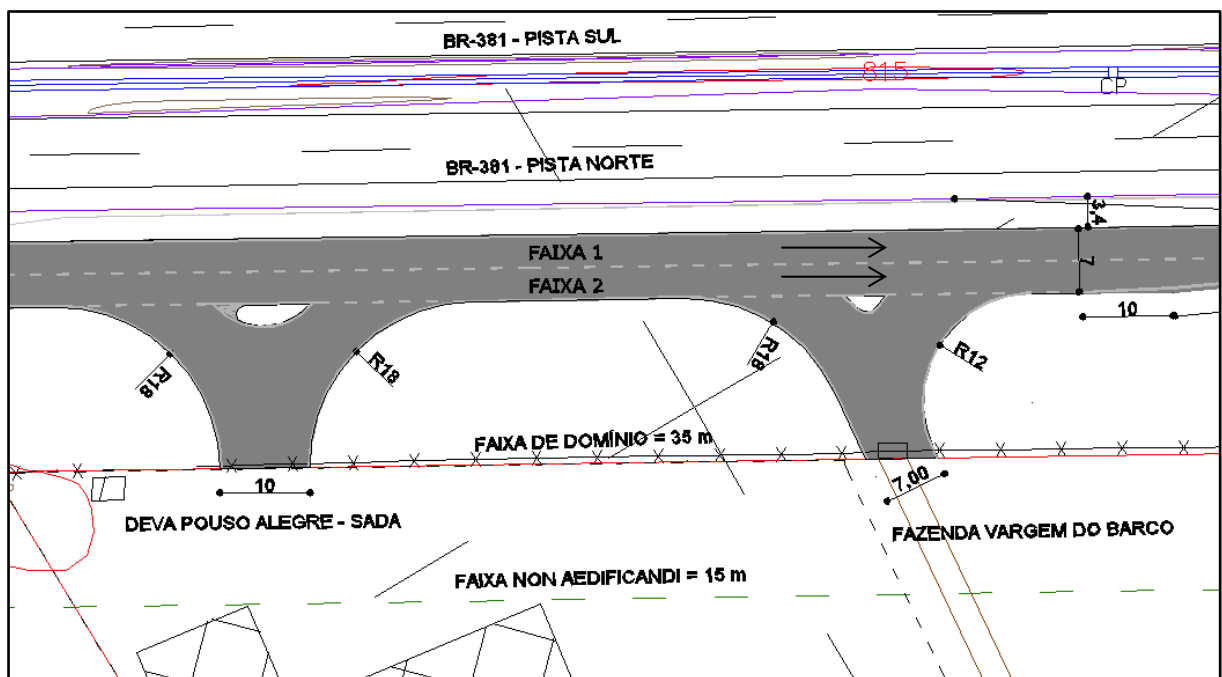 BR-381 - PISTA SUL
815
CP
BR-381 - PISTA NORTE
3,4
FAIXA 1
7
FAIXA 2
10
R18
R18
R18
R12
FAIXA DE DOMÍNIO = 35 m
10
7,00
DEVA POUSO ALEGRE - SADA
FAZENDA VARGEM DO BARCO
FAIXA NON AEDIFICANDI = 15 m